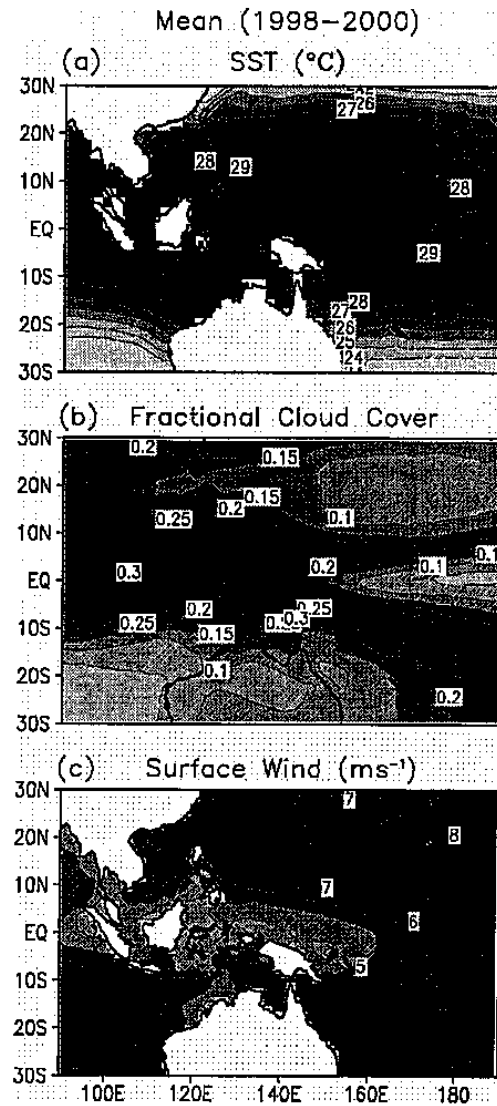 Mean (1998–2000)
(a) SST (°C)
30N
20N
10N
EQ
10S
20S
30S
27 26
28 29
28
29
28
27
26
25
24
(b) Fractional Cloud Cover
30N
20N
10N
EQ
10S
20S
30S
0.2
0.15
0.15
0.2
0.25
0.1
0.3
0.2
0.1
0.2
0.25
0.25
0.3
0.15
0.1
0.2
(c) Surface Wind (ms⁻¹)
30N
20N
10N
EQ
10S
20S
30S
7
8
7
6
5
100E 120E 140E 160E 180